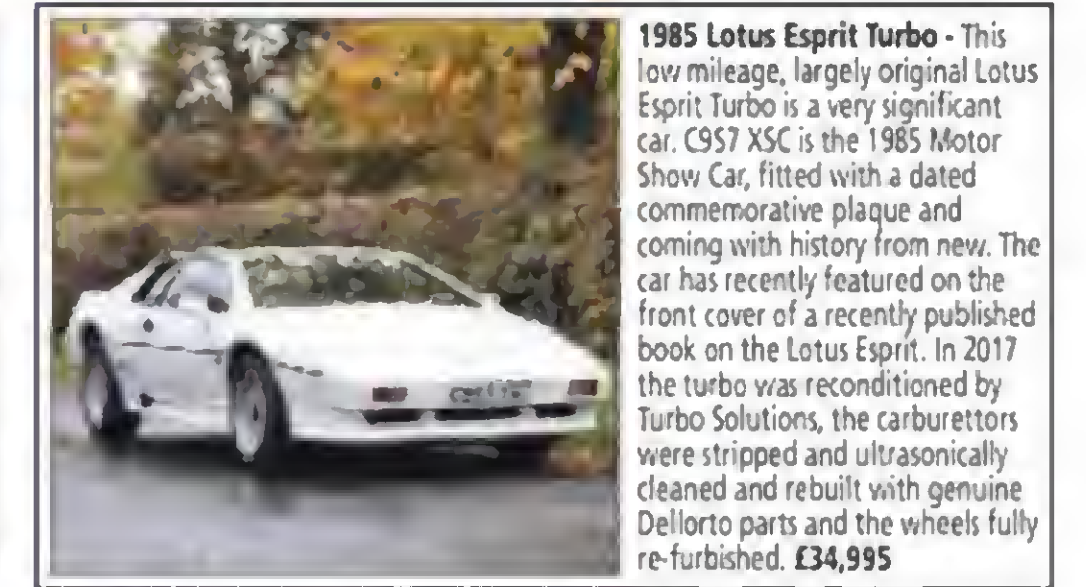 1985 Lotus Esprit Turbo - This
low mileage, largely original Lotus
Esprit Turbo is a very significant
car. C957 XSC is the 1985 Motor
Show Car, fitted with a dated
commemorative plaque and
coming with history from new. The
car has recently featured on the
front cover of a recently published
book on the Lotus Esprit. In 2017
the turbo was reconditioned by
Turbo Solutions, the carburettors
were stripped and ultrasonically
cleaned and rebuilt with genuine
Dellorto parts and the wheels fully
re-furbished. £34,995